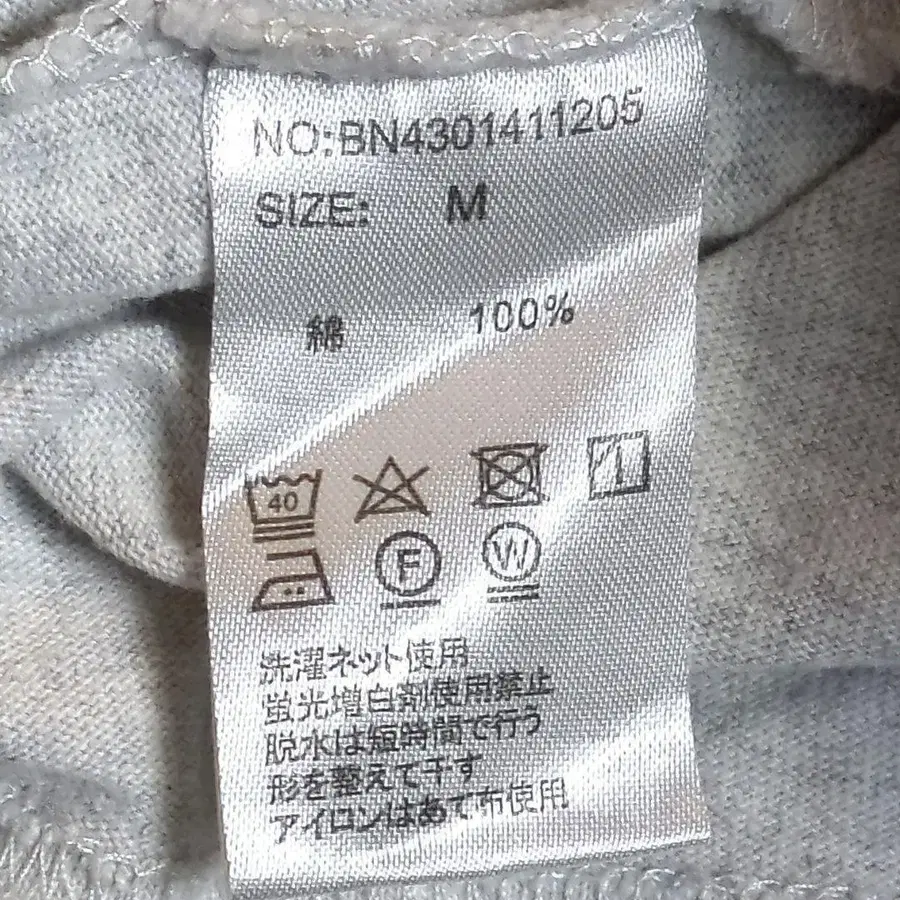 NO:BN4301411205
SIZE: M
綿 100%
40
F W
洗濯ネット使用
蛍光増白剤使用禁止
脱水は短時間で行う
形を整えて干す
アイロンはあて布使用